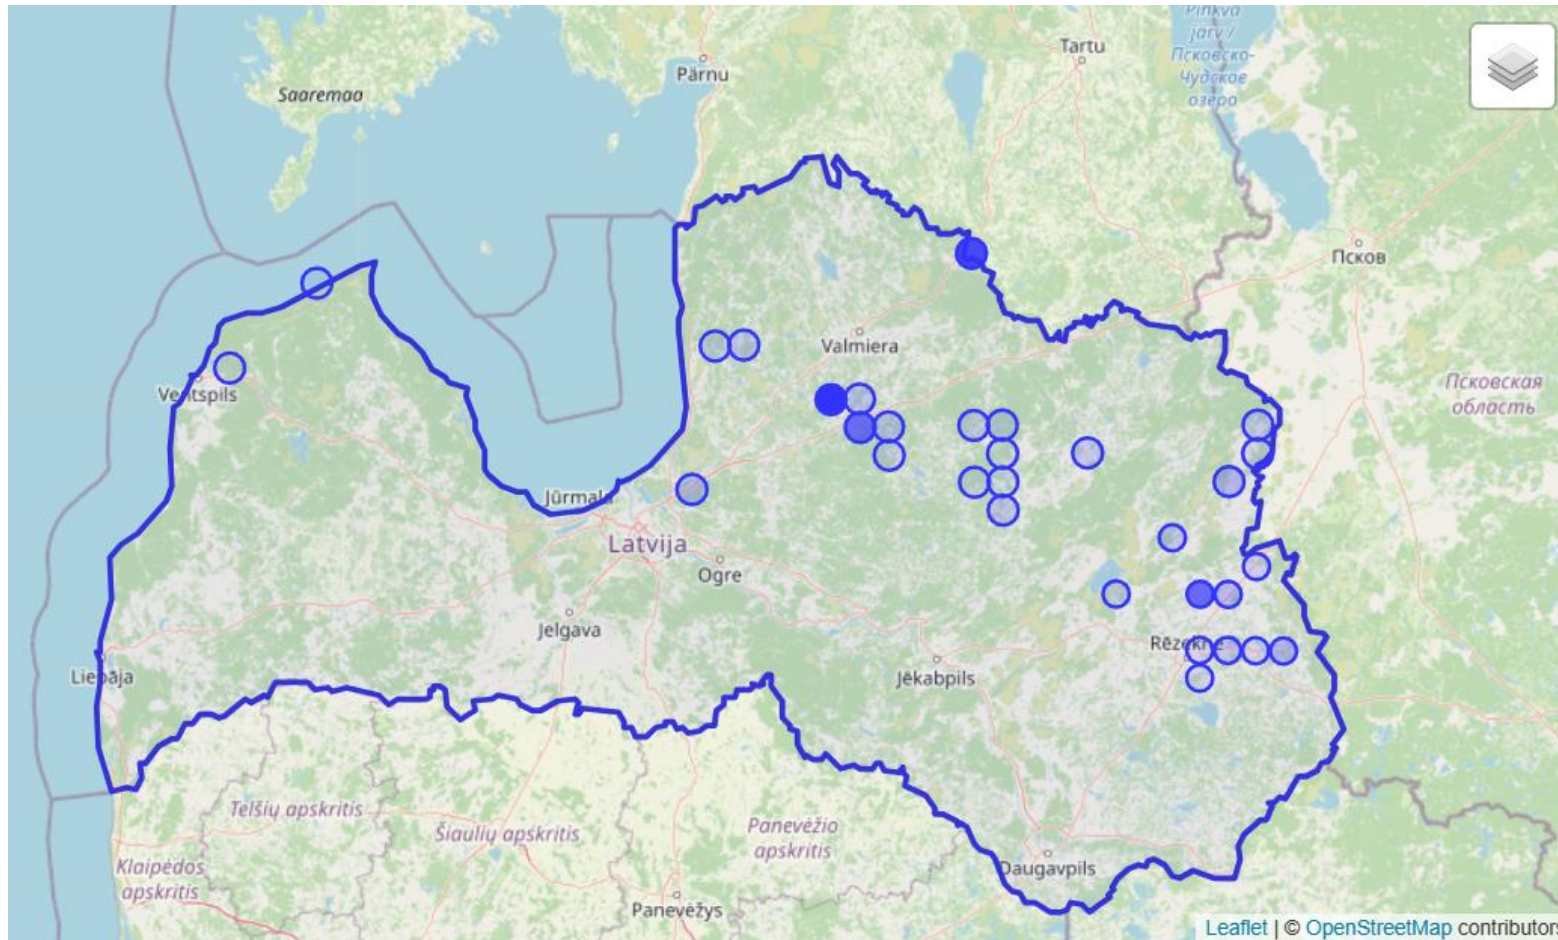 Pihkva
järv /
Псковско-
Чудское
озеро
Tartu
Pärnu
Saaremaa
Псков
Valmiera
Псковская
область
Ventspils
Jūrmala
Latvija
Ogre
Jelgava
Rēzekne
Liepāja
Jēkabpils
Telšių apskritis
Šiaulių apskritis
Panevėžio
apskritis
Klaipėdos
apskritis
Daugavpils
Panevėžys
Leaflet | © OpenStreetMap contributors